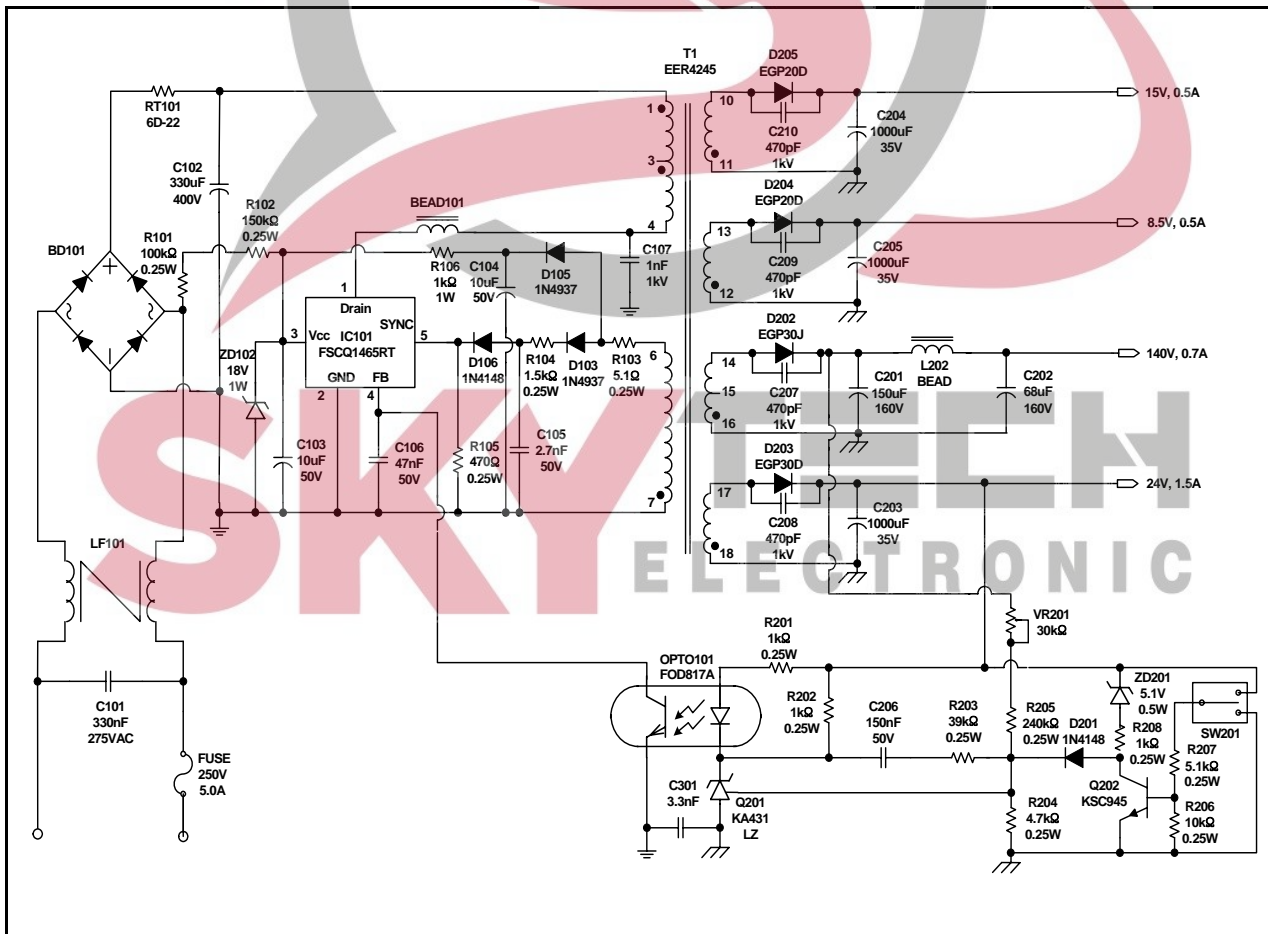 T1
EER4245
D205
EGP20D
15V, 0.5A
RT101
6D-22
1
10
C210
470pF
1kV
C204
1000uF
35V
3
11
C102
330uF
400V
D204
EGP20D
8.5V, 0.5A
BEAD101
R102
150kΩ
0.25W
4
13
C209
470pF
1kV
C205
1000uF
35V
BD101
R101
100kΩ
0.25W
R106
1kΩ
1W
C104
10uF
50V
D105
1N4937
C107
1nF
1kV
12
1
Drain
SYNC
Vcc
IC101
FSCQ1465RT
GND
FB
3
5
2
4
D202
EGP30J
140V, 0.7A
ZD102
18V
1W
D106
1N4148
R104
1.5kΩ
0.25W
D103
1N4937
R103
5.1Ω
0.25W
6
14
15
16
C207
470pF
1kV
C201
150uF
160V
L202
BEAD
C202
68uF
160V
C103
10uF
50V
C106
47nF
50V
R105
470Ω
0.25W
C105
2.7nF
50V
D203
EGP30D
24V, 1.5A
7
17
C208
470pF
1kV
C203
1000uF
35V
18
SKYTECH
ELECTRONIC
LF101
VR201
30kΩ
OPTO101
FOD817A
R201
1kΩ
0.25W
R202
1kΩ
0.25W
C206
150nF
50V
R203
39kΩ
0.25W
R205
240kΩ
0.25W
D201
1N4148
ZD201
5.1V
0.5W
R208
1kΩ
0.25W
SW201
R207
5.1kΩ
0.25W
C101
330nF
275VAC
FUSE
250V
5.0A
C301
3.3nF
Q201
KA431
LZ
R204
4.7kΩ
0.25W
Q202
KSC945
R206
10kΩ
0.25W